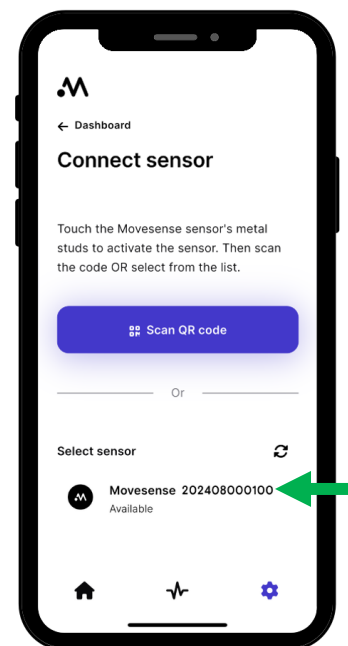 ← Dashboard
Connect sensor
Touch the Movesense sensor's metal
studs to activate the sensor. Then scan
the code OR select from the list.
Scan QR code
Or
Select sensor
Movesense 202408000100
Available